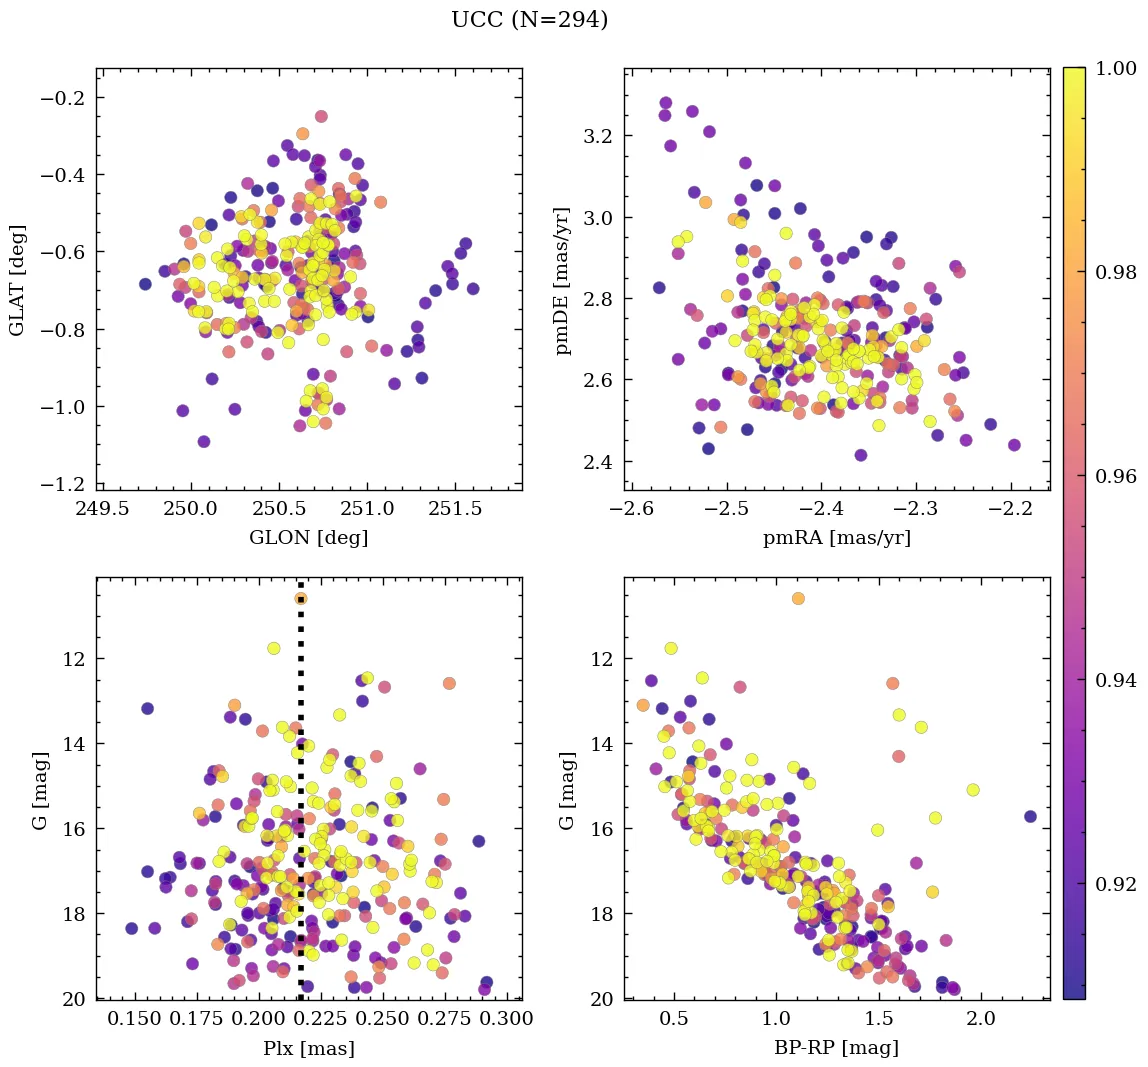 UCC (N=294)
−0.2
−0.4
−0.6
−0.8
−1.0
−1.2
GLAT [deg]
249.5 250.0 250.5 251.0 251.5
GLON [deg]
3.2
3.0
2.8
2.6
2.4
pmDE [mas/yr]
−2.6 −2.5 −2.4 −2.3 −2.2
pmRA [mas/yr]
1.00
0.98
0.96
0.94
0.92
12
14
16
18
20
G [mag]
0.150 0.175 0.200 0.225 0.250 0.275 0.300
Plx [mas]
12
14
16
18
20
G [mag]
0.5 1.0 1.5 2.0
BP-RP [mag]